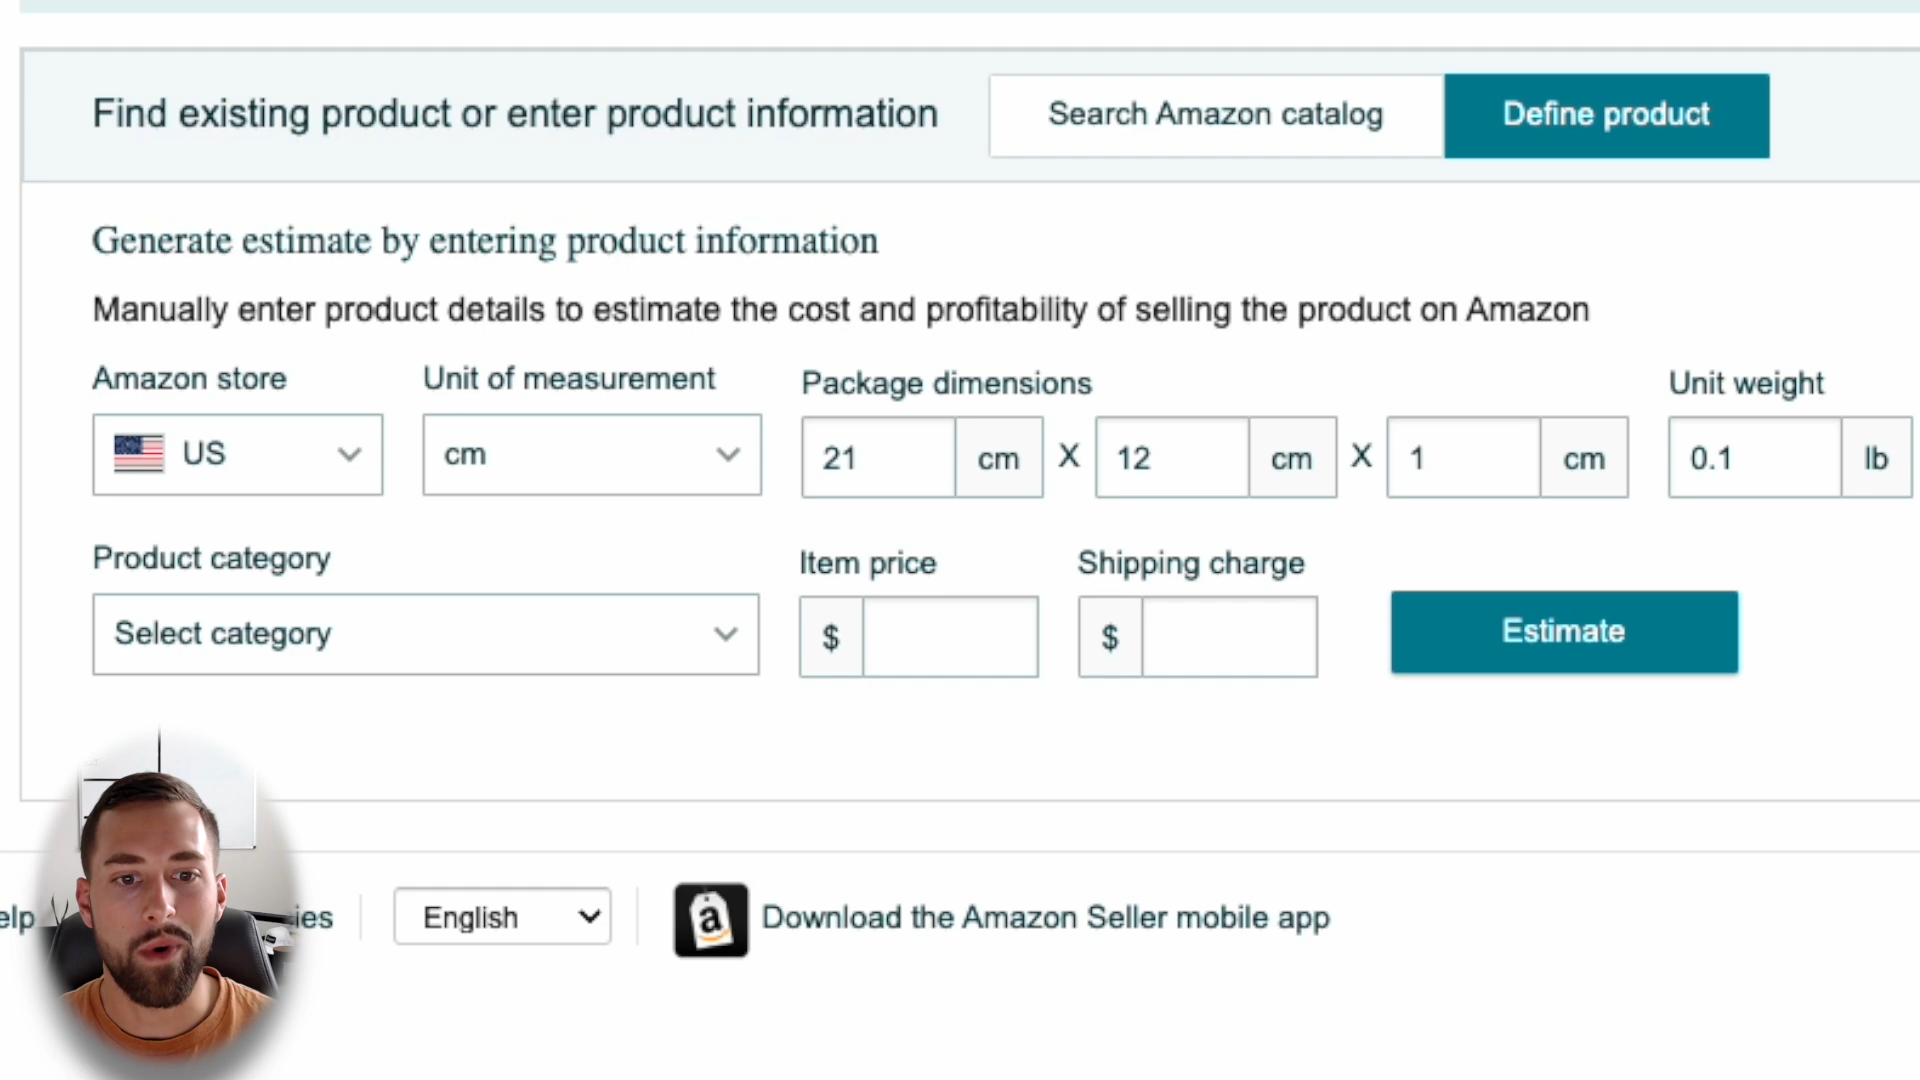 Find existing product or enter product information
Search Amazon catalog
Define product
Generate estimate by entering product information
Manually enter product details to estimate the cost and profitability of selling the product on Amazon
Amazon store
Unit of measurement
Package dimensions
Unit weight
US
cm
21 cm X 12 cm X 1 cm
0.1 lb
Product category
Item price
Shipping charge
Select category
$
$
Estimate
elp
ies
English
a
Download the Amazon Seller mobile app